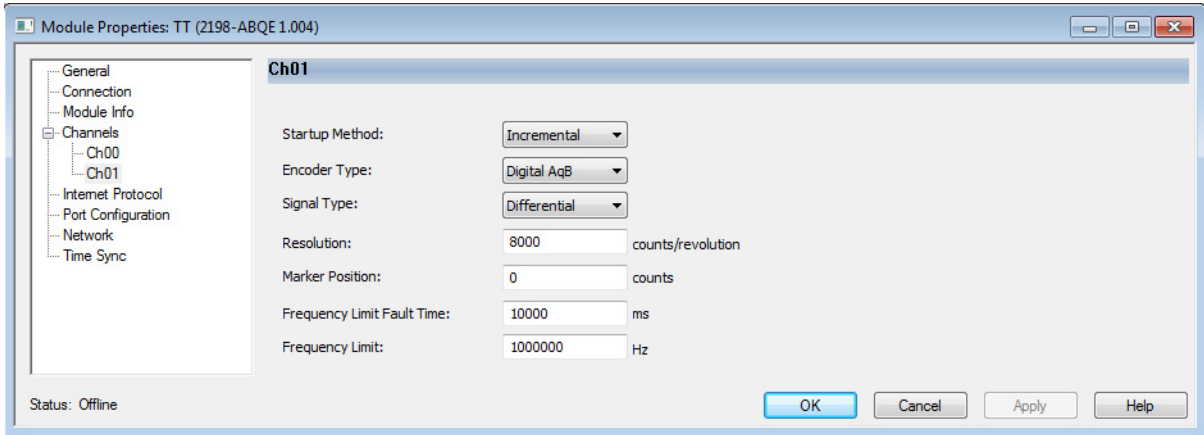 Module Properties: TT (2198-ABQE 1.004)
General
Connection
Module Info
Channels
Ch00
Ch01
Internet Protocol
Port Configuration
Network
Time Sync
Ch01
Startup Method: Incremental
Encoder Type: Digital AqB
Signal Type: Differential
Resolution: 8000 counts/revolution
Marker Position: 0 counts
Frequency Limit Fault Time: 10000 ms
Frequency Limit: 1000000 Hz
Status: Offline
OK Cancel Apply Help